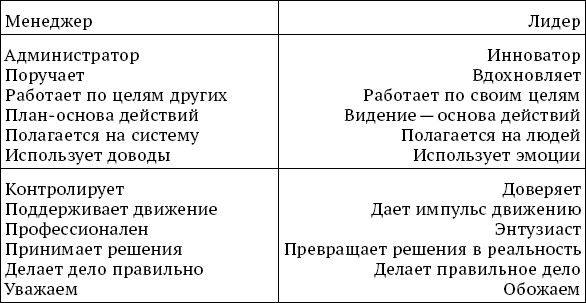 Менеджер Лидер
Администратор Инноватор
Поручает Вдохновляет
Работает по целям других Работает по своим целям
План-основа действий Видение — основа действий
Полагается на систему Полагается на людей
Использует доводы Использует эмоции
Контролирует Доверяет
Поддерживает движение Дает импульс движению
Профессионален Энтузиаст
Принимает решения Превращает решения в реальность
Делает дело правильно Делает правильное дело
Уважаем Обожаем